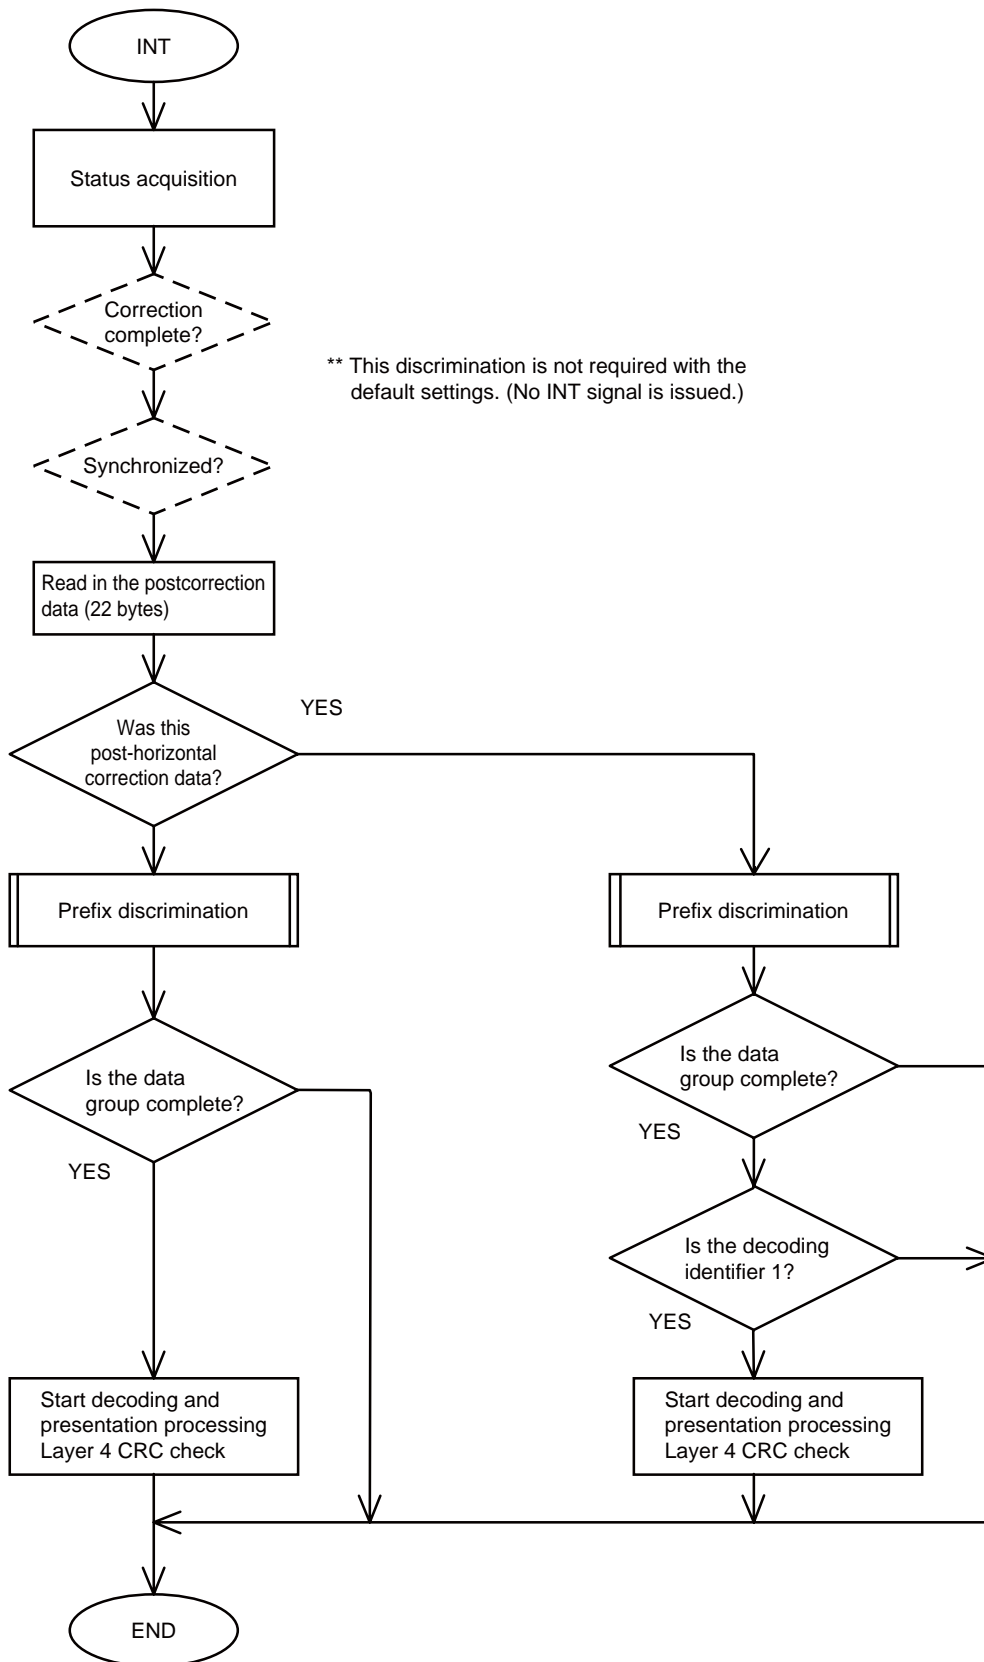 INT
Status acquisition
Correction
complete?
** This discrimination is not required with the
default settings. (No INT signal is issued.)
Synchronized?
Read in the postcorrection
data (22 bytes)
YES
Was this
post-horizontal
correction data?
Prefix discrimination
Prefix discrimination
Is the data
group complete?
YES
Is the data
group complete?
YES
Is the decoding
identifier 1?
YES
Start decoding and
presentation processing
Layer 4 CRC check
Start decoding and
presentation processing
Layer 4 CRC check
END